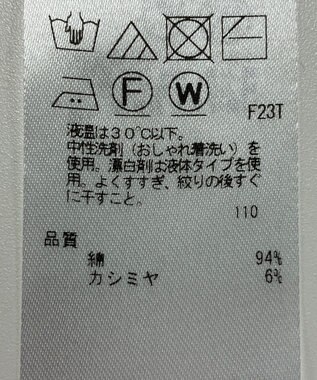 F
W
F23T
液温は30℃以下。
中性洗剤（おしゃれ着洗い）を
使用。漂白剤は液体タイプを使
用。よくすすぎ、絞りの後すぐ
に干すこと。
110
品質
綿 94%
カシミヤ 6%